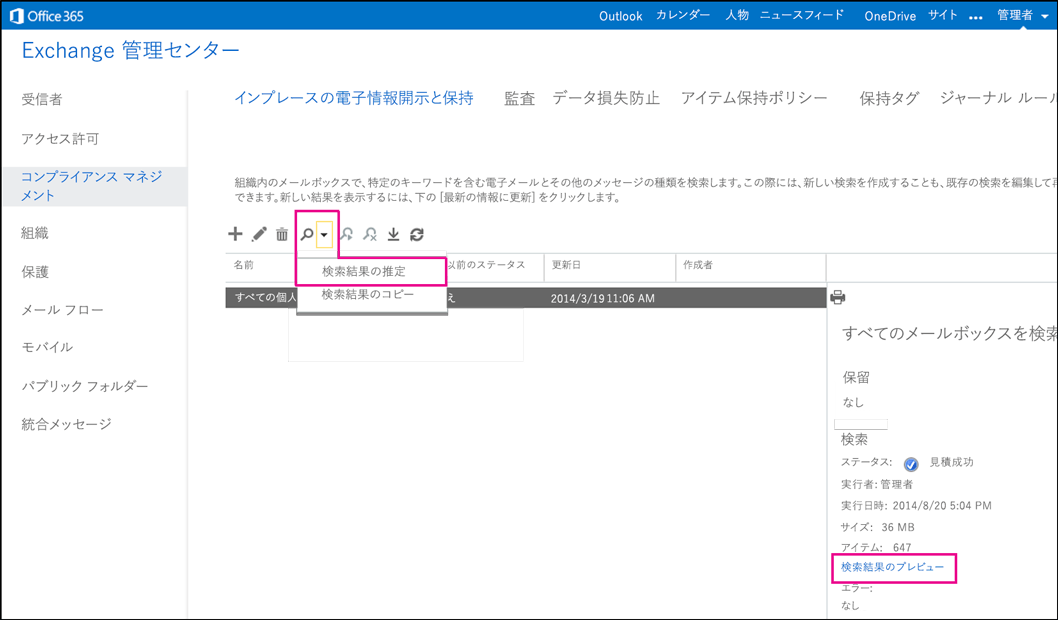 Office 365
Outlook カレンダー 人物 ニュースフィード OneDrive サイト ••• 管理者
Exchange 管理センター
受信者
アクセス許可
コンプライアンス マネジ
メント
組織
保護
メール フロー
モバイル
パブリック フォルダー
統合メッセージ
インプレースの電子情報開示と保持 監査 データ損失防止 アイテム保持ポリシー 保持タグ ジャーナル ルール
組織内のメールボックスで、特定のキーワードを含む電子メールとその他のメッセージの種類を検索します。この際には、新しい検索を作成することも、既存の検索を編集して再
できます。新しい結果を表示するには、下の [最新の情報に更新] をクリックします。
名前 以前のステータス 更新日 作成者
検索結果の推定
検索結果のコピー
すべての個人 え 2014/3/19 11:06 AM
すべてのメールボックスを検索
保留
なし
検索
ステータス: 見積成功
実行者: 管理者
実行日時: 2014/8/20 5:04 PM
サイズ: 36 MB
アイテム: 647
検索結果のプレビュー
エラー:
なし